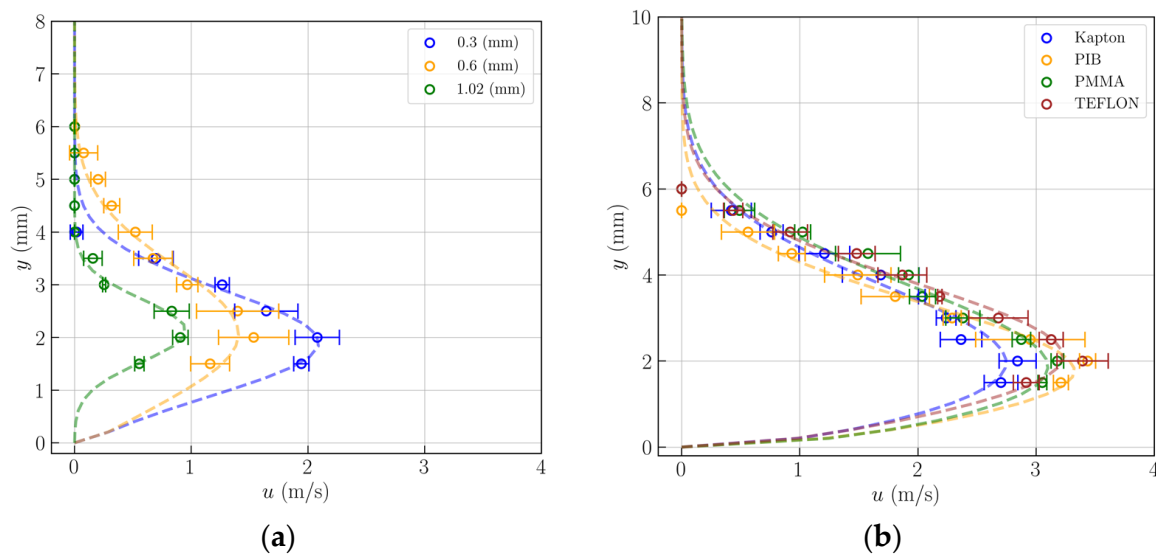 8
7
6
5
4
3
2
1
0
y (mm)
0 1 2 3 4
u (m/s)
0.3 (mm)
0.6 (mm)
1.02 (mm)
(a)
10
8
6
4
2
0
y (mm)
0 1 2 3 4
u (m/s)
Kapton
PIB
PMMA
TEFLON
(b)